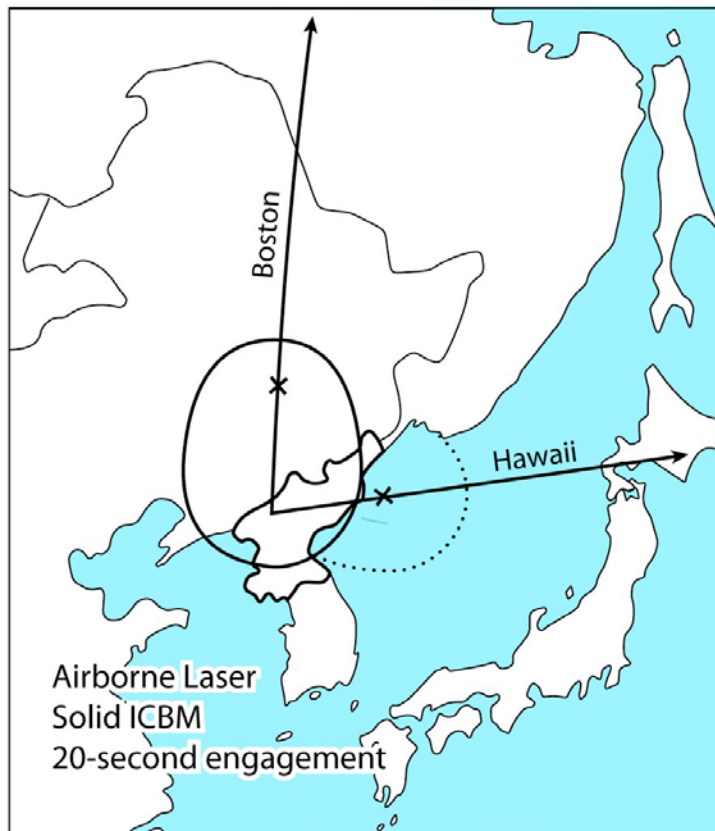 Boston
Hawaii
Airborne Laser
Solid ICBM
20-second engagement